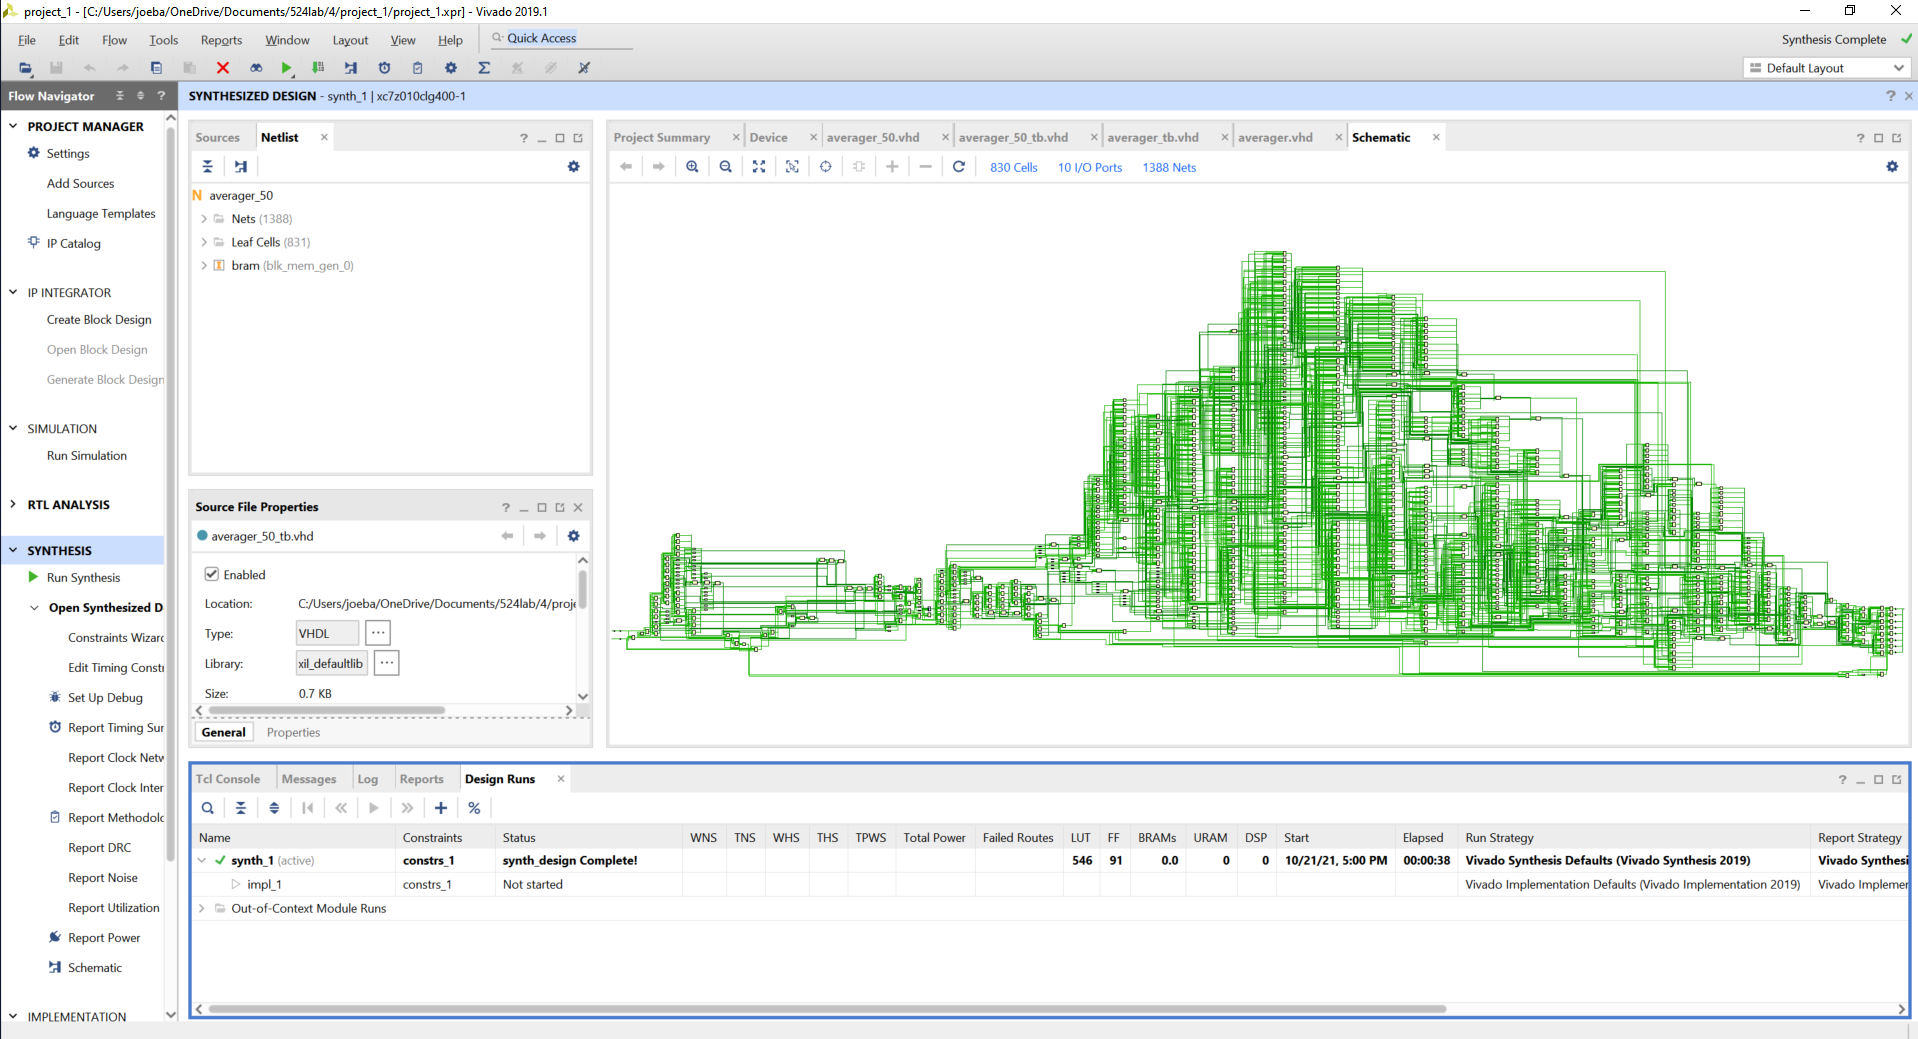 project_1 - [C:/Users/joeba/OneDrive/Documents/524lab/4/project_1/project_1.xpr] - Vivado 2019.1
File Edit Flow Tools Reports Window Layout View Help Quick Access
Synthesis Complete
Default Layout
Flow Navigator ?
SYNTHESIZED DESIGN - synth_1 | xc7z010clg400-1
PROJECT MANAGER
Settings
Add Sources
Language Templates
IP Catalog
IP INTEGRATOR
Create Block Design
Open Block Design
Generate Block Design
SIMULATION
Run Simulation
RTL ANALYSIS
SYNTHESIS
Run Synthesis
Open Synthesized D
Constraints Wizard
Edit Timing Constr
Set Up Debug
Report Timing Sur
Report Clock Netw
Report Clock Inter
Report Methodolo
Report DRC
Report Noise
Report Utilization
Report Power
Schematic
IMPLEMENTATION
Sources Netlist
N averager_50
Nets (1388)
Leaf Cells (831)
bram (blk_mem_gen_0)
Source File Properties
averager_50_tb.vhd
Enabled
Location: C:/Users/joeba/OneDrive/Documents/524lab/4/proje
Type: VHDL
Library: xil_defaultlib
Size: 0.7 KB
General Properties
Project Summary Device averager_50.vhd averager_50_tb.vhd averager_tb.vhd averager.vhd Schematic
830 Cells 10 I/O Ports 1388 Nets
Tcl Console Messages Log Reports Design Runs
Name Constraints Status WNS TNS WHS THS TPWS Total Power Failed Routes LUT FF BRAMs URAM DSP Start Elapsed Run Strategy Report Strategy
synth_1 (active) constrs_1 synth_design Complete! 546 91 0.0 0 0 10/21/21, 5:00 PM 00:00:38 Vivado Synthesis Defaults (Vivado Synthesis 2019) Vivado Synthesi
impl_1 constrs_1 Not started Vivado Implementation Defaults (Vivado Implementation 2019) Vivado Implemer
Out-of-Context Module Runs